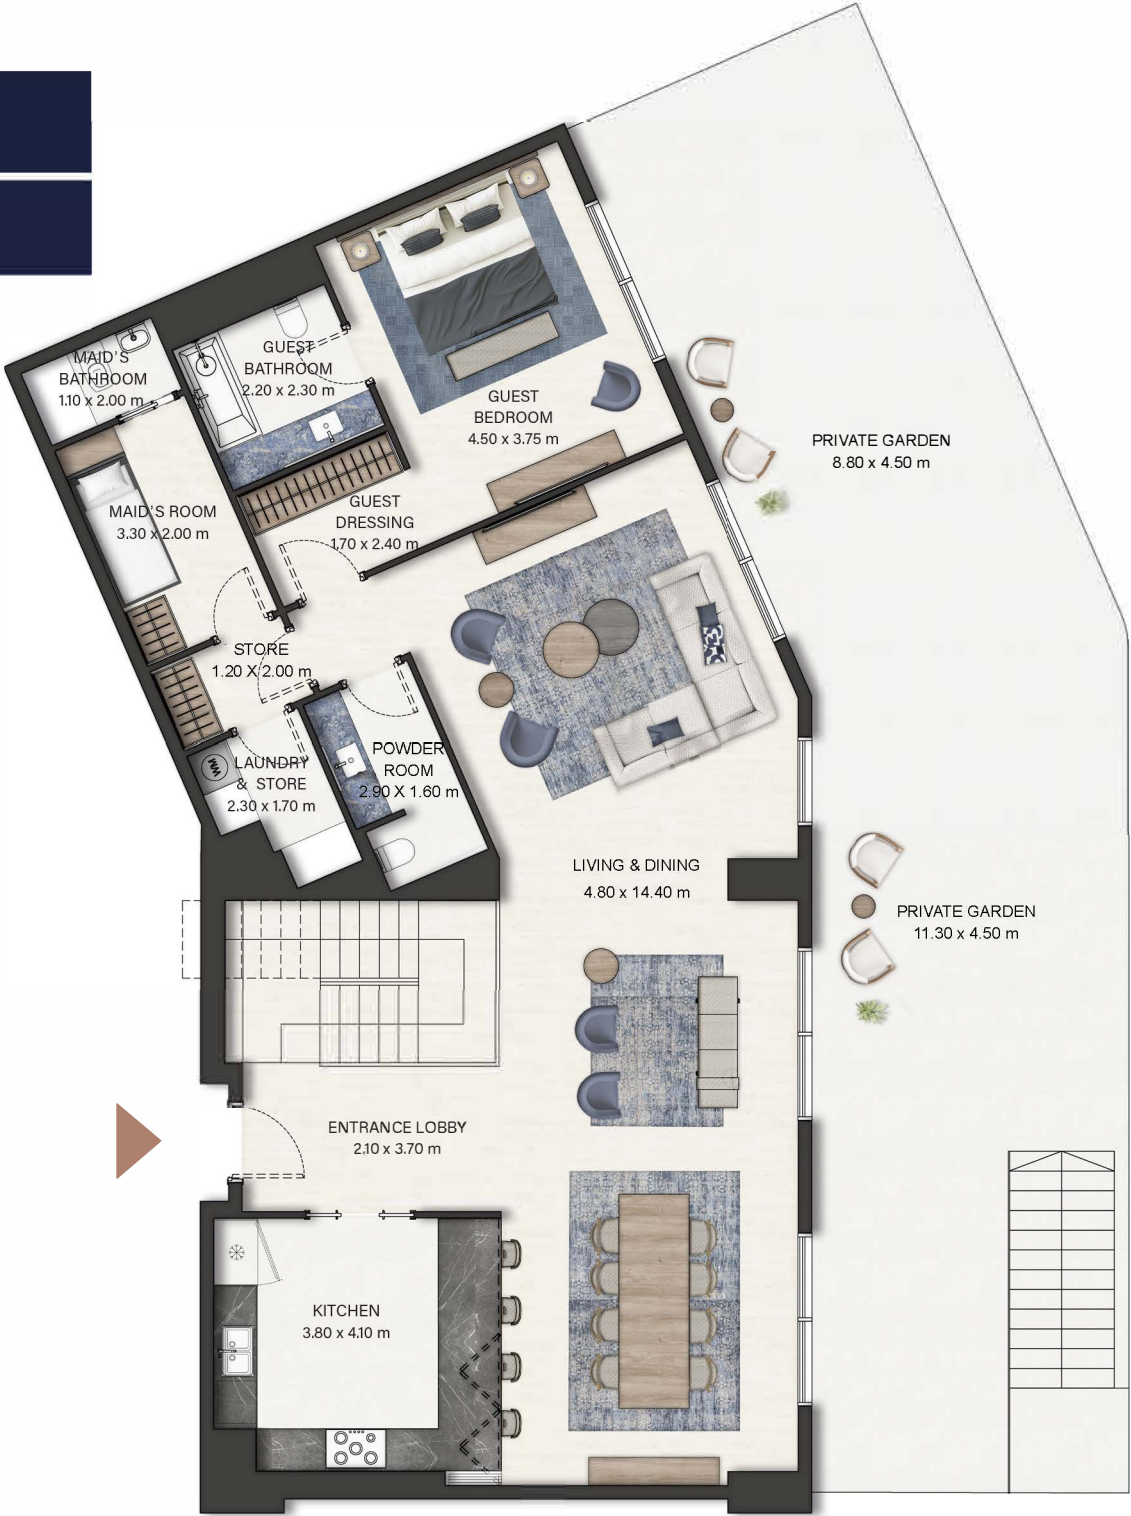 MAID'S
BATHROOM
1.10 x 2.00 m
GUEST
BATHROOM
2.20 x 2.30 m
GUEST
BEDROOM
4.50 x 3.75 m
PRIVATE GARDEN
8.80 x 4.50 m
MAID'S ROOM
3.30 x 2.00 m
GUEST
DRESSING
1.70 x 2.40 m
STORE
1.20 X 2.00 m
WM
LAUNDRY
& STORE
2.30 x 1.70 m
POWDER
ROOM
2.90 X 1.60 m
LIVING & DINING
4.80 x 14.40 m
PRIVATE GARDEN
11.30 x 4.50 m
ENTRANCE LOBBY
2.10 x 3.70 m
KITCHEN
3.80 x 4.10 m